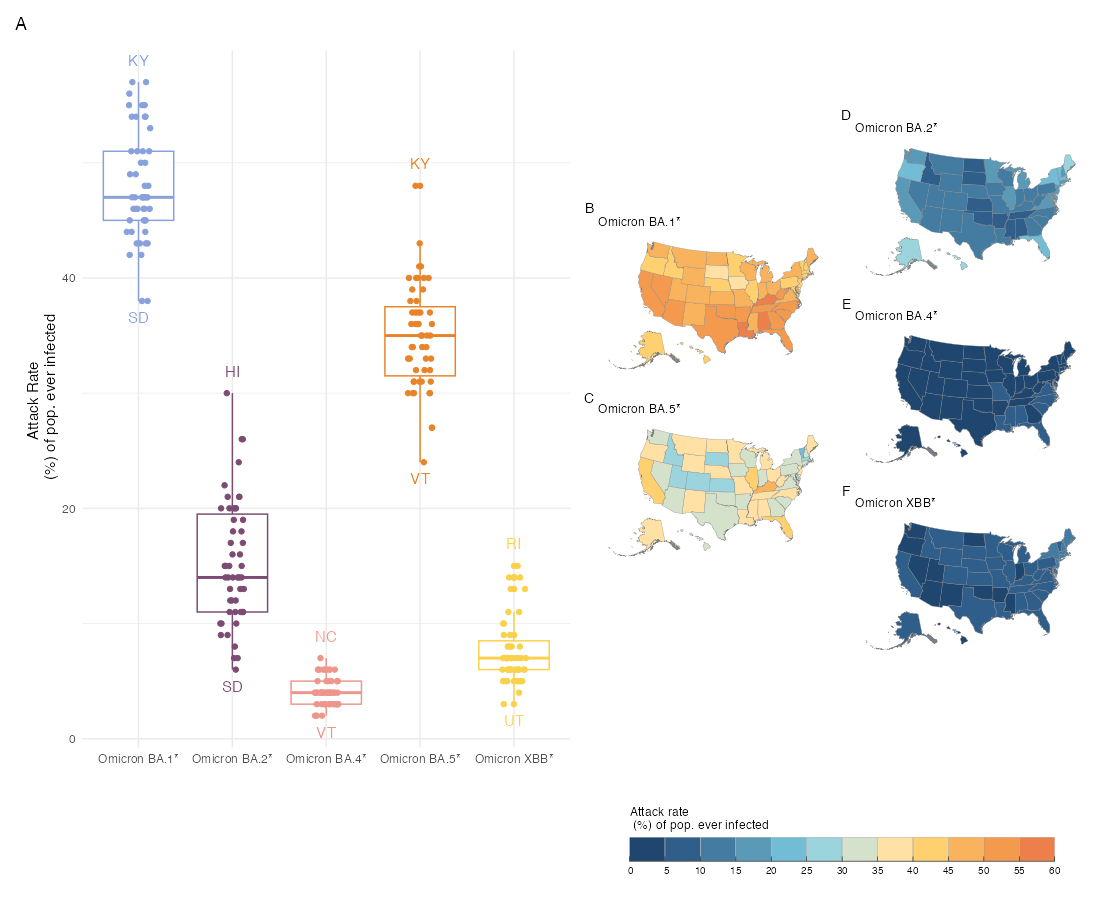 A
KY
SD
HI
SD
NC
VT
KY
VT
RI
UT
Attack Rate
(%) of pop. ever infected
40
20
0
Omicron BA.1*
Omicron BA.2*
Omicron BA.4*
Omicron BA.5*
Omicron XBB*
B
Omicron BA.1*
C
Omicron BA.5*
D
Omicron BA.2*
E
Omicron BA.4*
F
Omicron XBB*
Attack rate
(%) of pop. ever infected
0 5 10 15 20 25 30 35 40 45 50 55 60